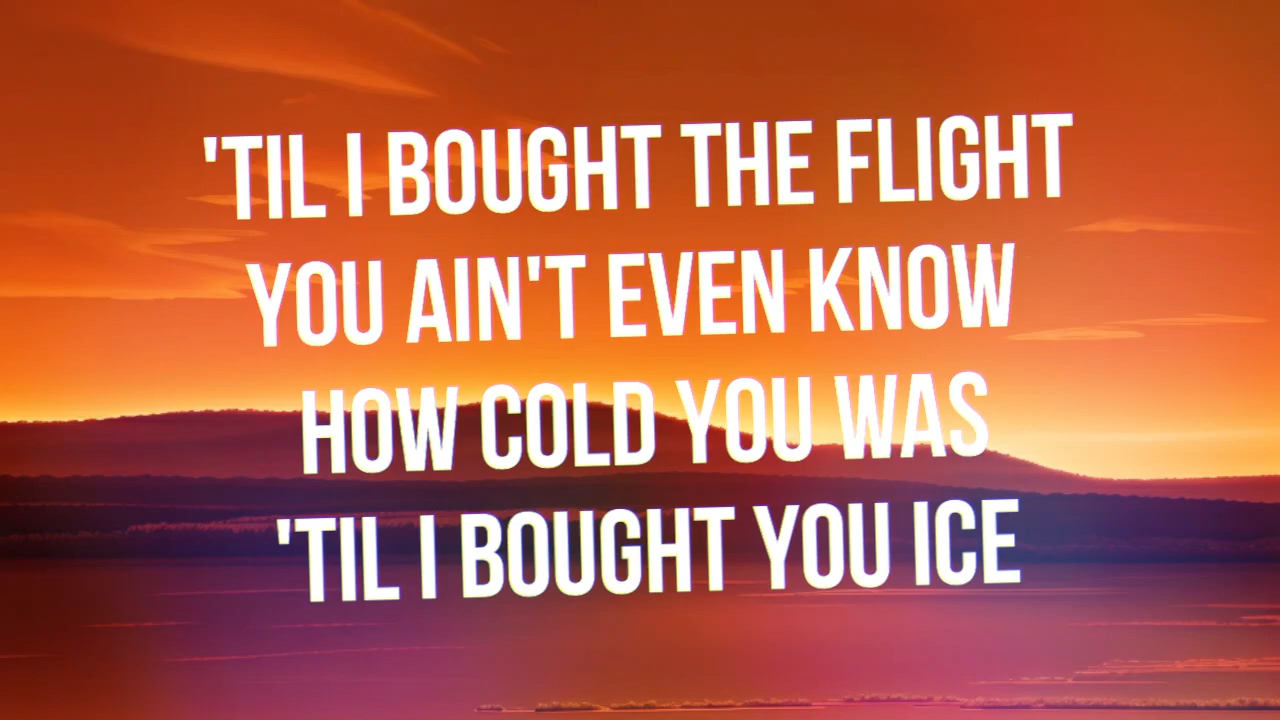 'TIL I BOUGHT THE FLIGHT
YOU AIN'T EVEN KNOW
HOW COLD YOU WAS
'TIL I BOUGHT YOU ICE